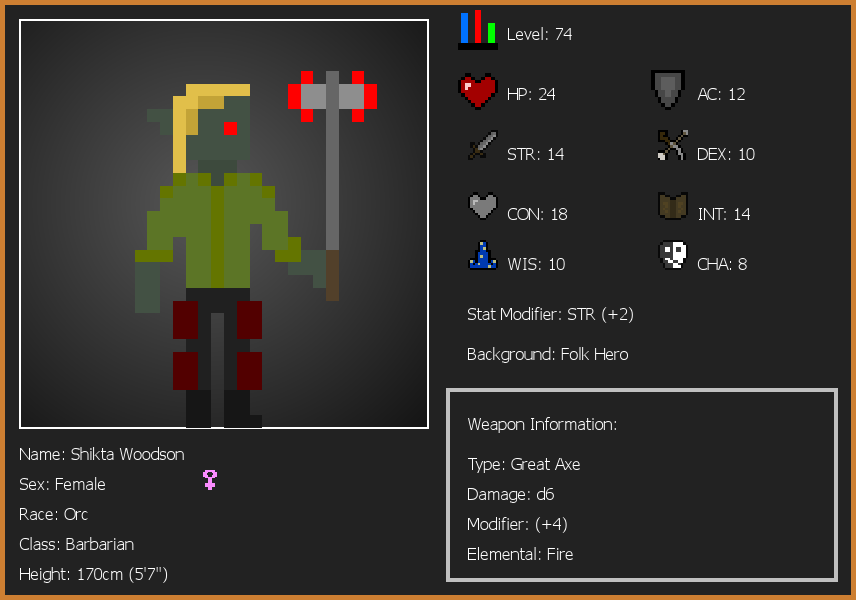 Level: 74
HP: 24
AC: 12
STR: 14
DEX: 10
CON: 18
INT: 14
WIS: 10
CHA: 8
Stat Modifier: STR (+2)
Background: Folk Hero
Weapon Information:
Type: Great Axe
Damage: d6
Modifier: (+4)
Elemental: Fire
Name: Shikta Woodson
Sex: Female
Race: Orc
Class: Barbarian
Height: 170cm (5'7")